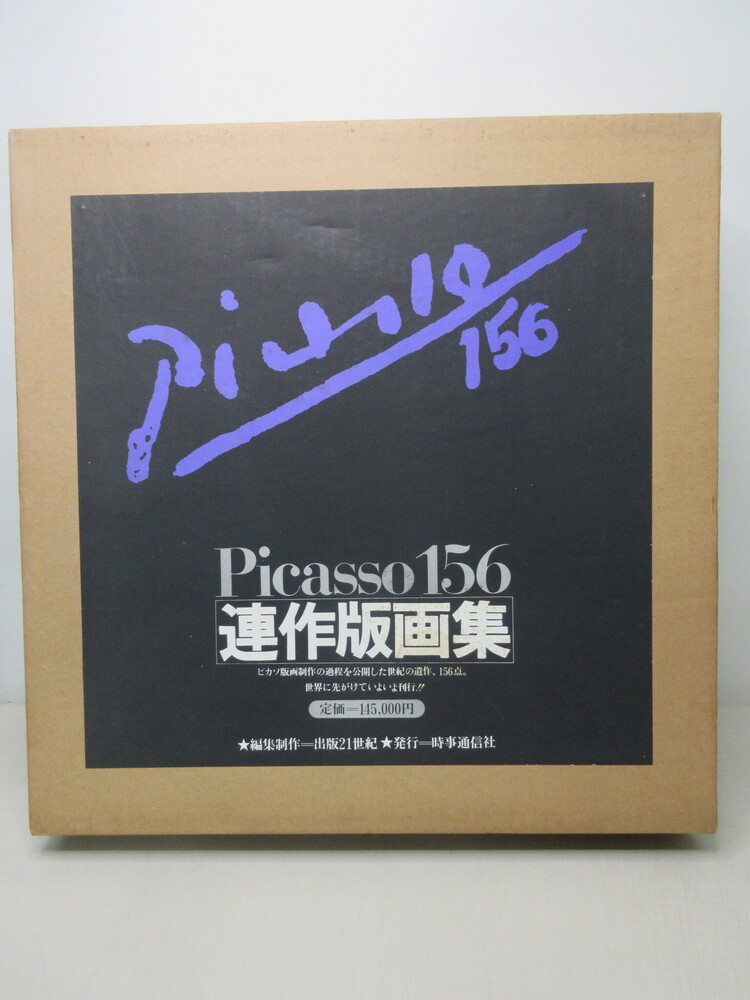 Picasso
156
Picasso 156
連作版画集
ピカソ版画制作の過程を公開した世紀の遺作、156点。
世界に先がけていよいよ刊行!!
定価=145,000円
★編集制作=出版21世紀 ★発行=時事通信社